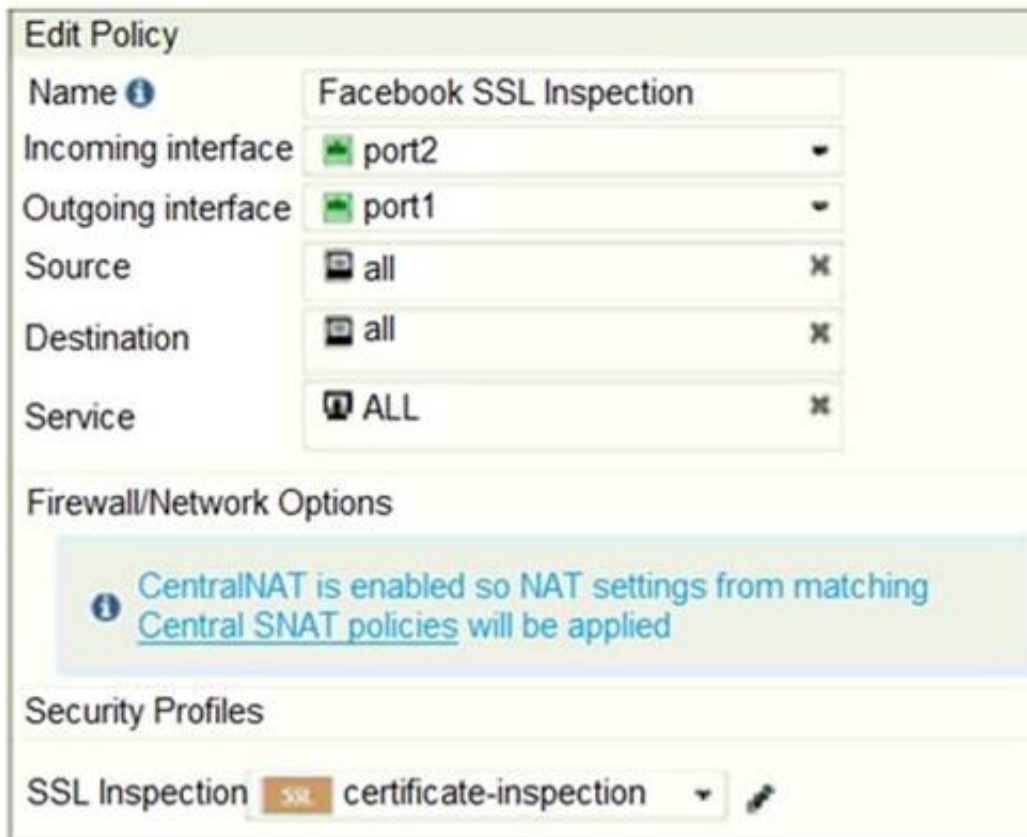 Edit Policy
Name i Facebook SSL Inspection
Incoming interface port2
Outgoing interface port1
Source all
Destination all
Service ALL
Firewall/Network Options
i CentralNAT is enabled so NAT settings from matching
Central SNAT policies will be applied
Security Profiles
SSL Inspection SSL certificate-inspection